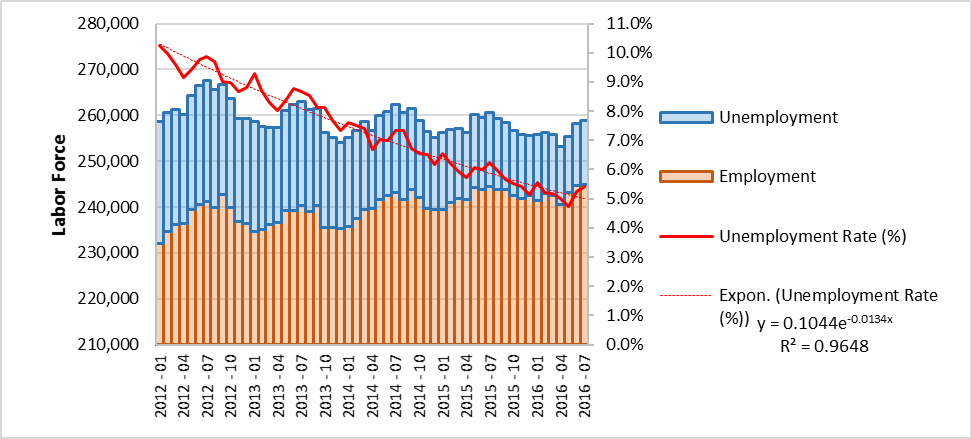 280,000
270,000
260,000
250,000
240,000
230,000
220,000
210,000
Labor Force
11.0%
10.0%
9.0%
8.0%
7.0%
6.0%
5.0%
4.0%
3.0%
2.0%
1.0%
0.0%
2012 - 01
2012 - 04
2012 - 07
2012 - 10
2013 - 01
2013 - 04
2013 - 07
2013 - 10
2014 - 01
2014 - 04
2014 - 07
2014 - 10
2015 - 01
2015 - 04
2015 - 07
2015 - 10
2016 - 01
2016 - 04
2016 - 07
Unemployment
Employment
Unemployment Rate (%)
Expon. (Unemployment Rate
(%))
y = 0.1044e^-0.0134x
R² = 0.9648